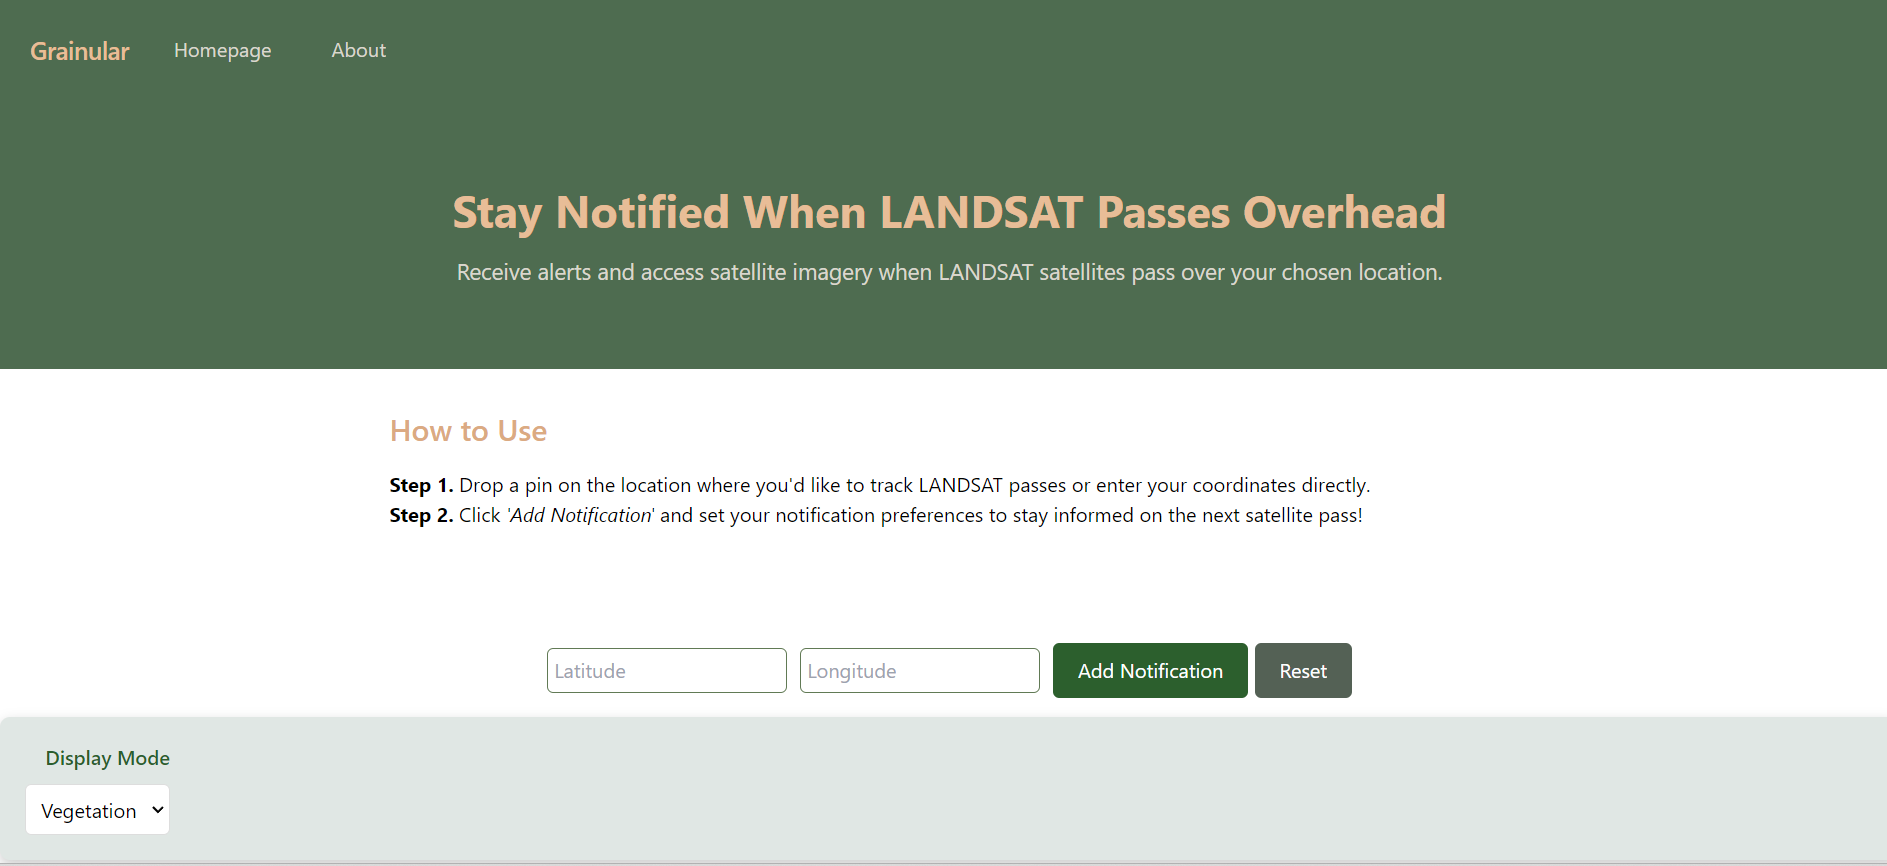 Grainular Homepage About
Stay Notified When LANDSAT Passes Overhead
Receive alerts and access satellite imagery when LANDSAT satellites pass over your chosen location.
How to Use
Step 1. Drop a pin on the location where you'd like to track LANDSAT passes or enter your coordinates directly.
Step 2. Click 'Add Notification' and set your notification preferences to stay informed on the next satellite pass!
Latitude Longitude Add Notification Reset
Display Mode
Vegetation